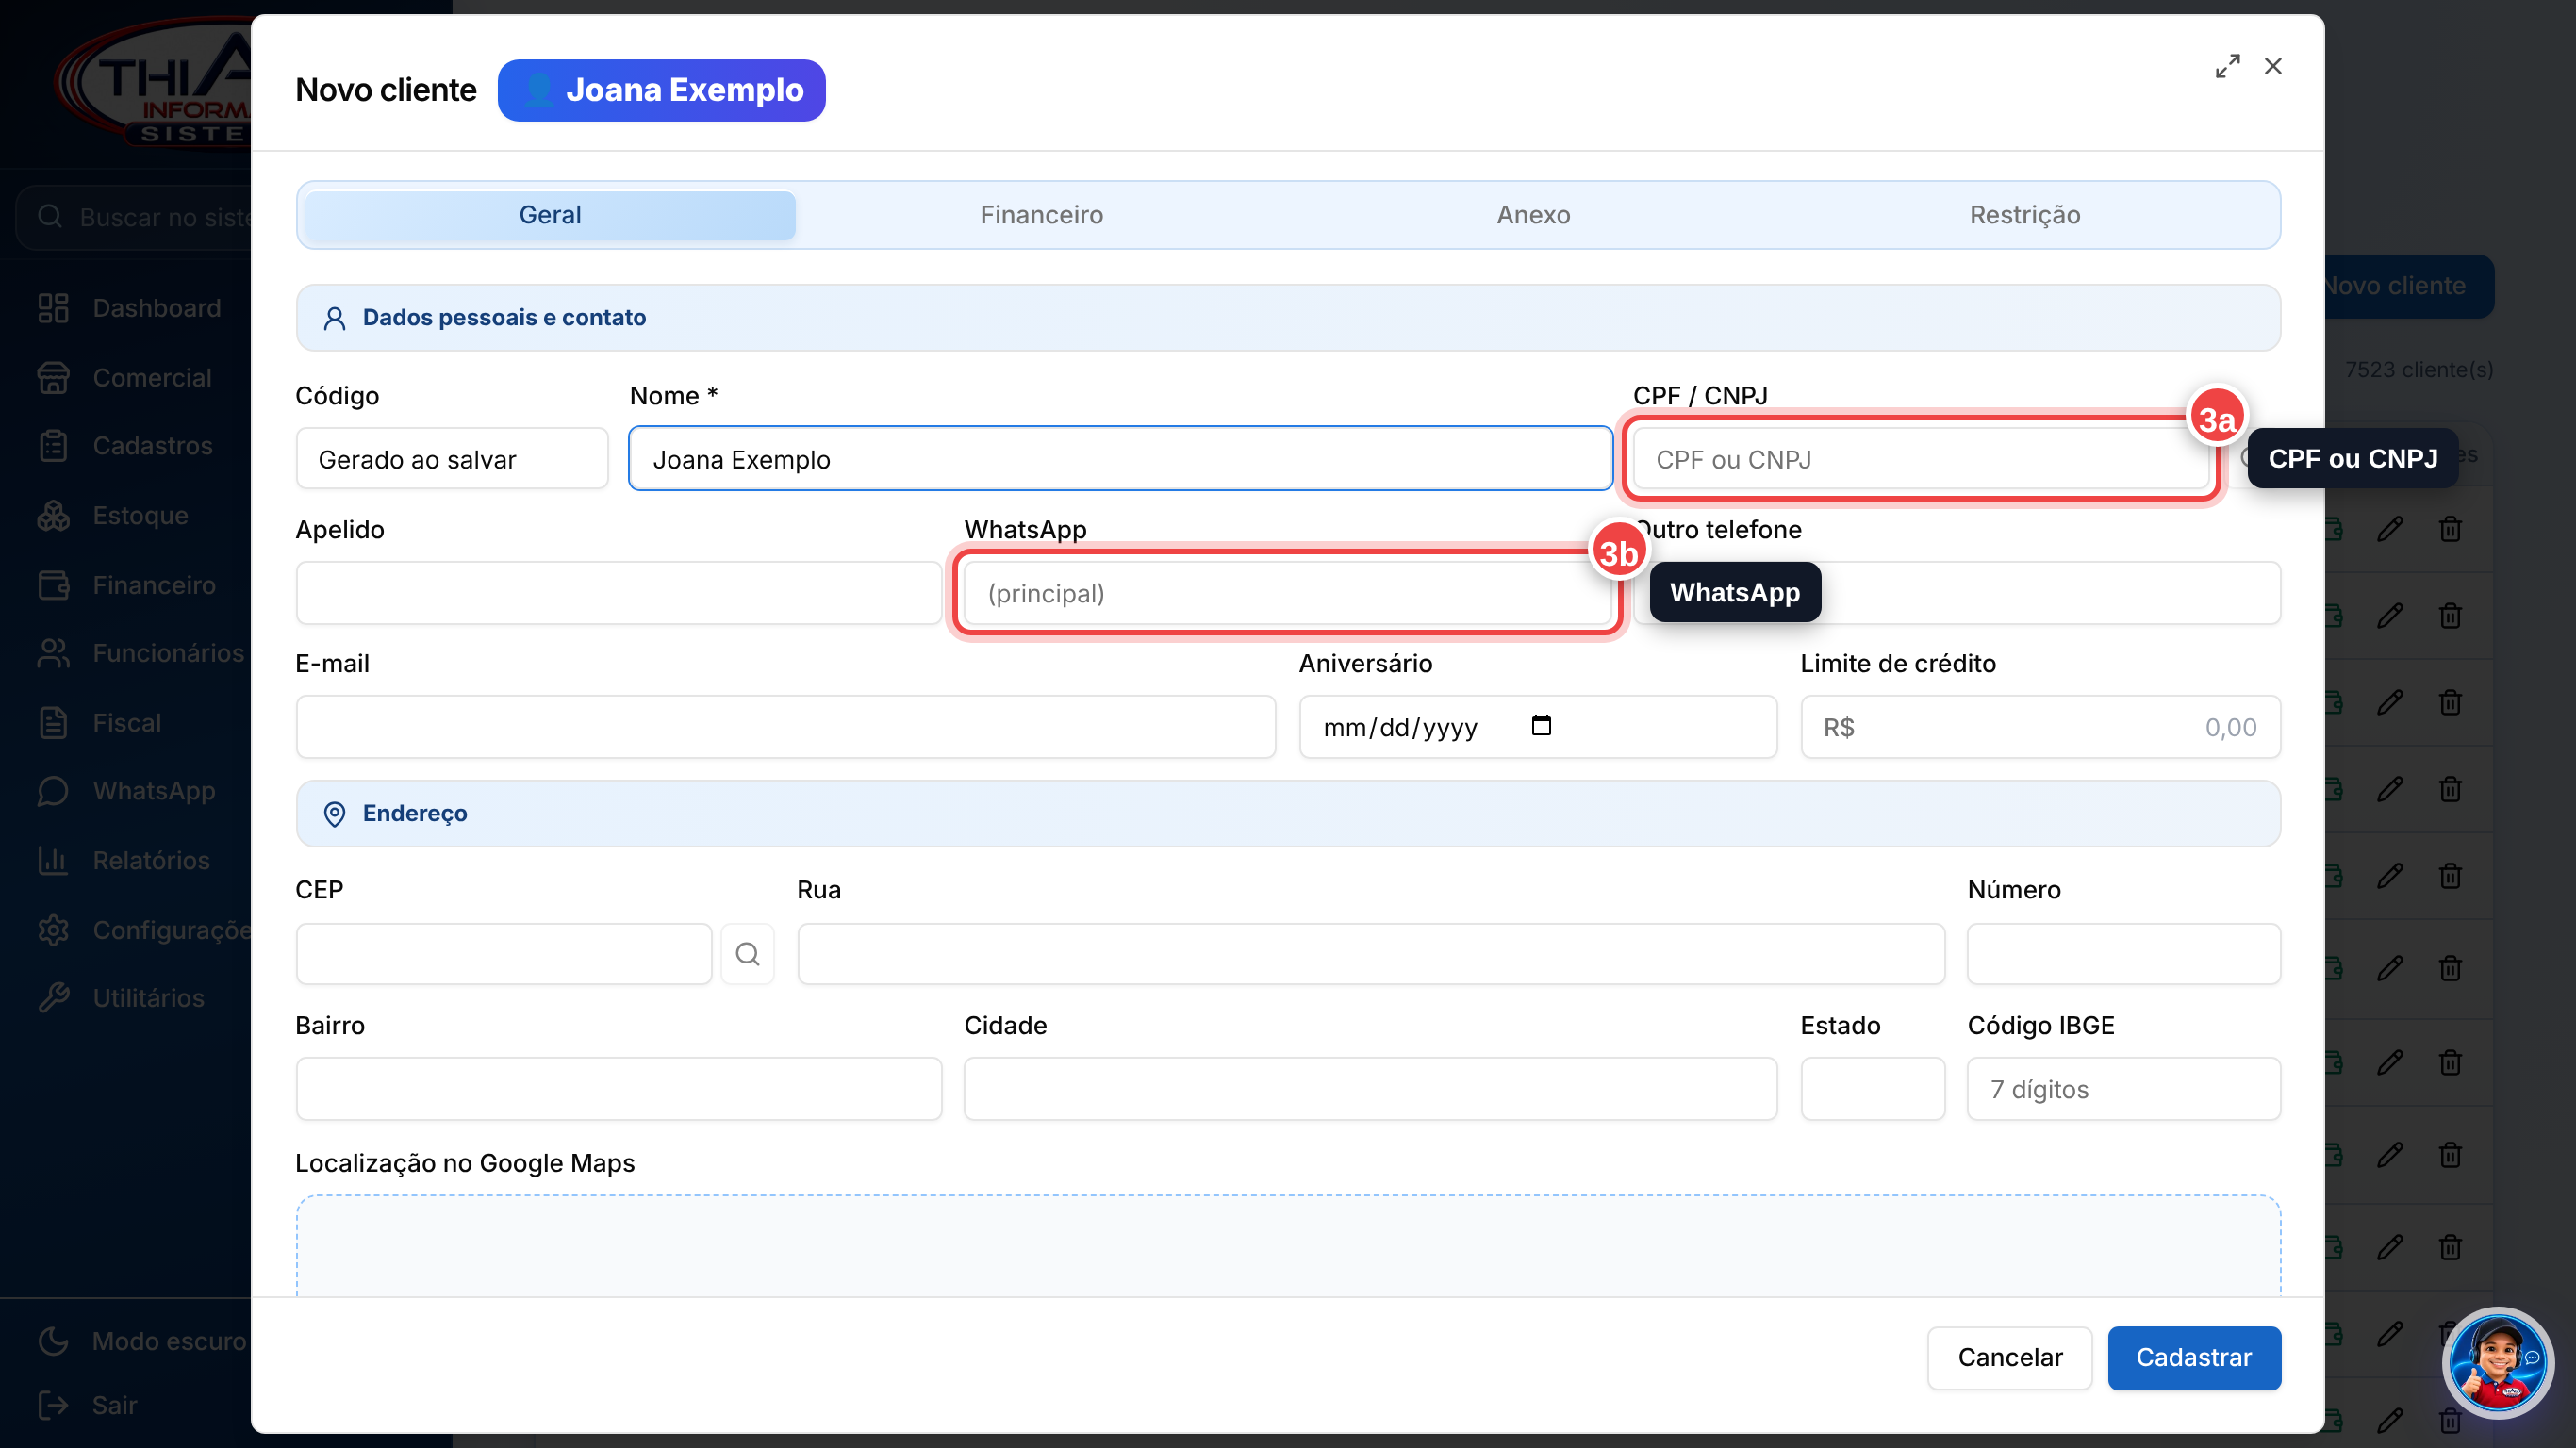 THIA
INFORMA
SISTE
Buscar no siste
Dashboard
Comercial
Cadastros
Estoque
Financeiro
Funcionários
Fiscal
WhatsApp
Relatórios
Configuraçõe
Utilitários
Modo escuro
Sair
Novo cliente
Joana Exemplo
Geral
Financeiro
Anexo
Restrição
Novo cliente
7523 cliente(s)
Dados pessoais e contato
Código
Nome *
CPF / CNPJ
Gerado ao salvar
Joana Exemplo
CPF ou CNPJ
3a
CPF ou CNPJ
es
Apelido
WhatsApp
Outro telefone
(principal)
3b
WhatsApp
E-mail
Aniversário
Limite de crédito
mm/dd/yyyy
R$
0,00
Endereço
CEP
Rua
Número
Bairro
Cidade
Estado
Código IBGE
7 dígitos
Localização no Google Maps
Cancelar
Cadastrar